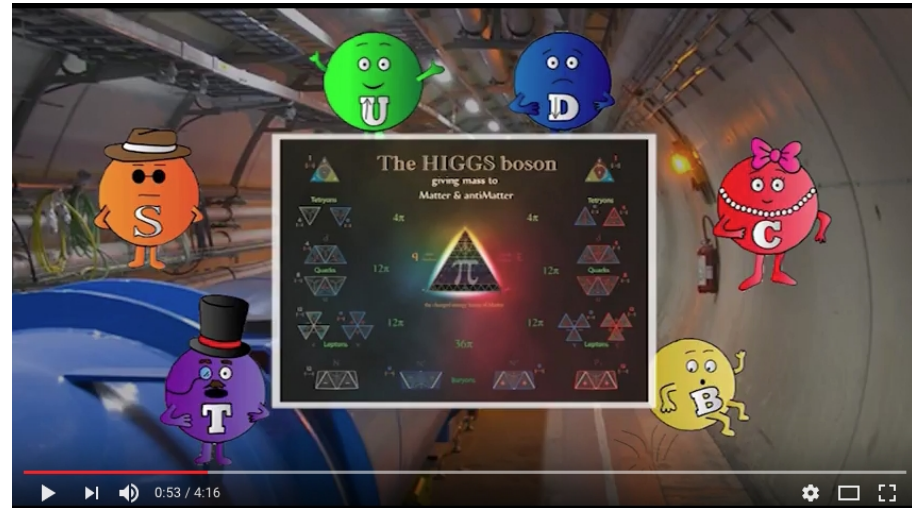 U
D
S
C
The HIGGS boson
giving mass to
Matter & antiMatter
Tetryons
Tetryons
4π
4π
π
Quarks
Quarks
12π
12π
12π
12π
Leptons
Leptons
36π
Baryons
T
B
0:53 / 4:16